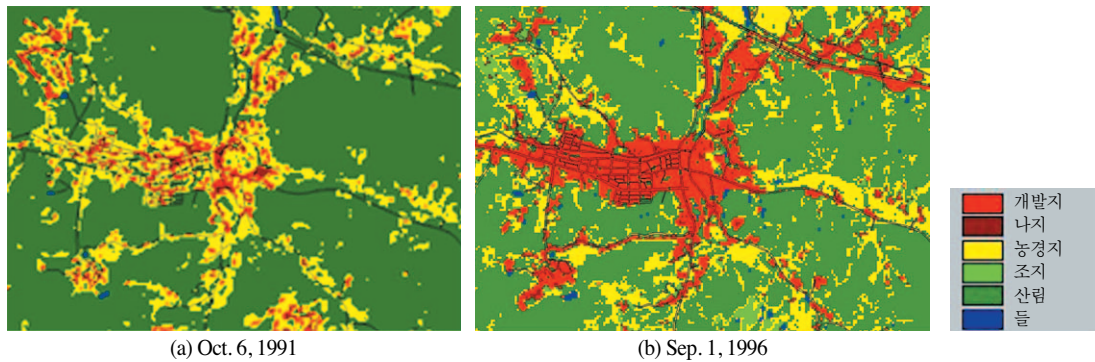 개발지
나지
농경지
조지
산림
들
(a) Oct. 6, 1991
(b) Sep. 1, 1996